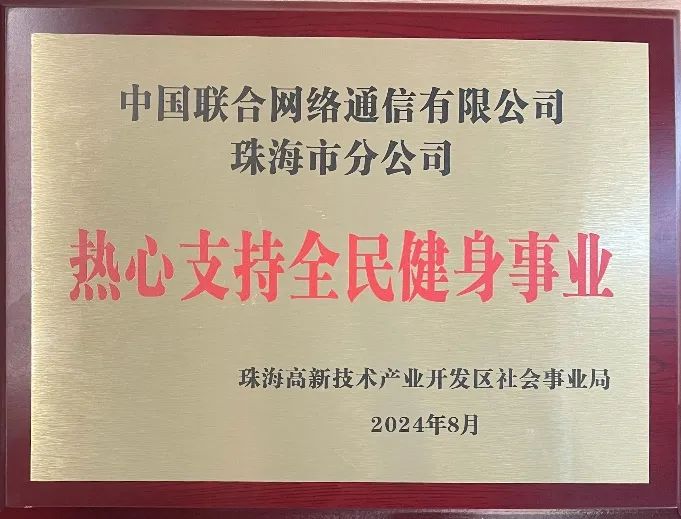 中国联合网络通信有限公司
珠海市分公司
热心支持全民健身事业
珠海高新技术产业开发区社会事业局
2024年8月